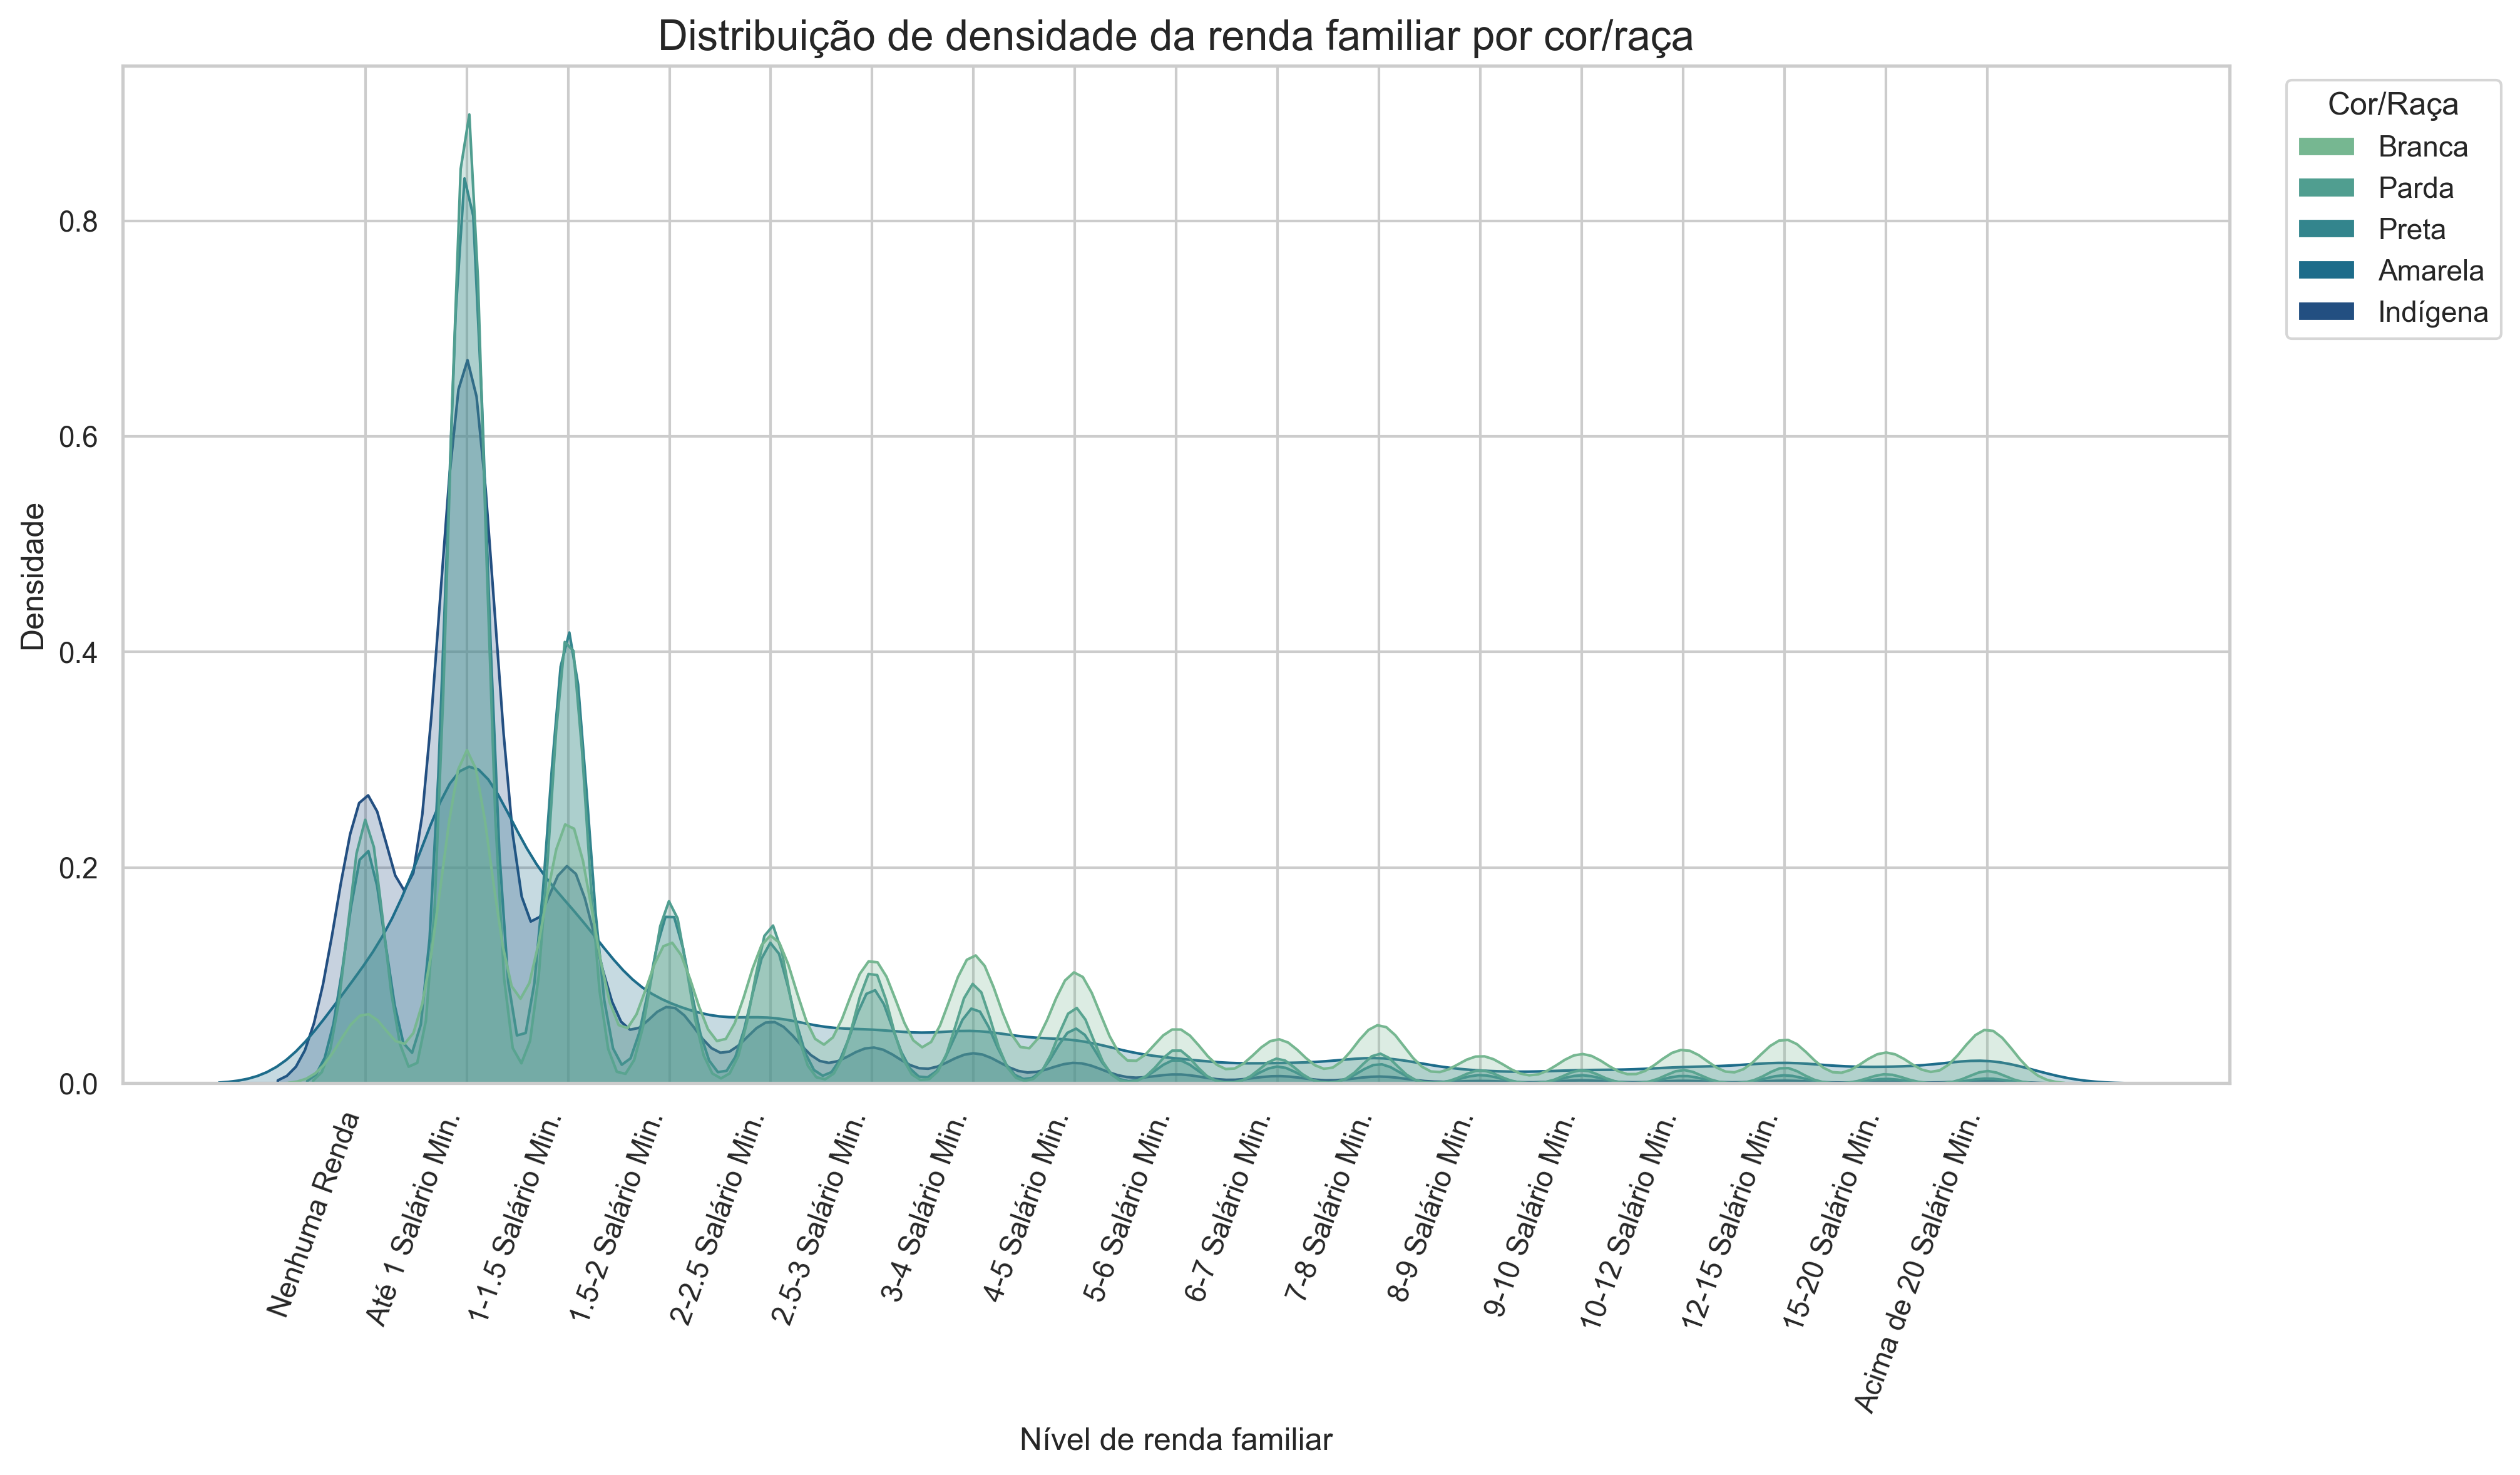 Distribuição de densidade da renda familiar por cor/raça
Cor/Raça
Branca
Parda
Preta
Amarela
Indígena
Densidade
0.8
0.6
0.4
0.2
0.0
Nenhuma Renda
Até 1 Salário Min.
1-1.5 Salário Min.
1.5-2 Salário Min.
2-2.5 Salário Min.
2.5-3 Salário Min.
3-4 Salário Min.
4-5 Salário Min.
5-6 Salário Min.
6-7 Salário Min.
7-8 Salário Min.
8-9 Salário Min.
9-10 Salário Min.
10-12 Salário Min.
12-15 Salário Min.
15-20 Salário Min.
Acima de 20 Salário Min.
Nível de renda familiar